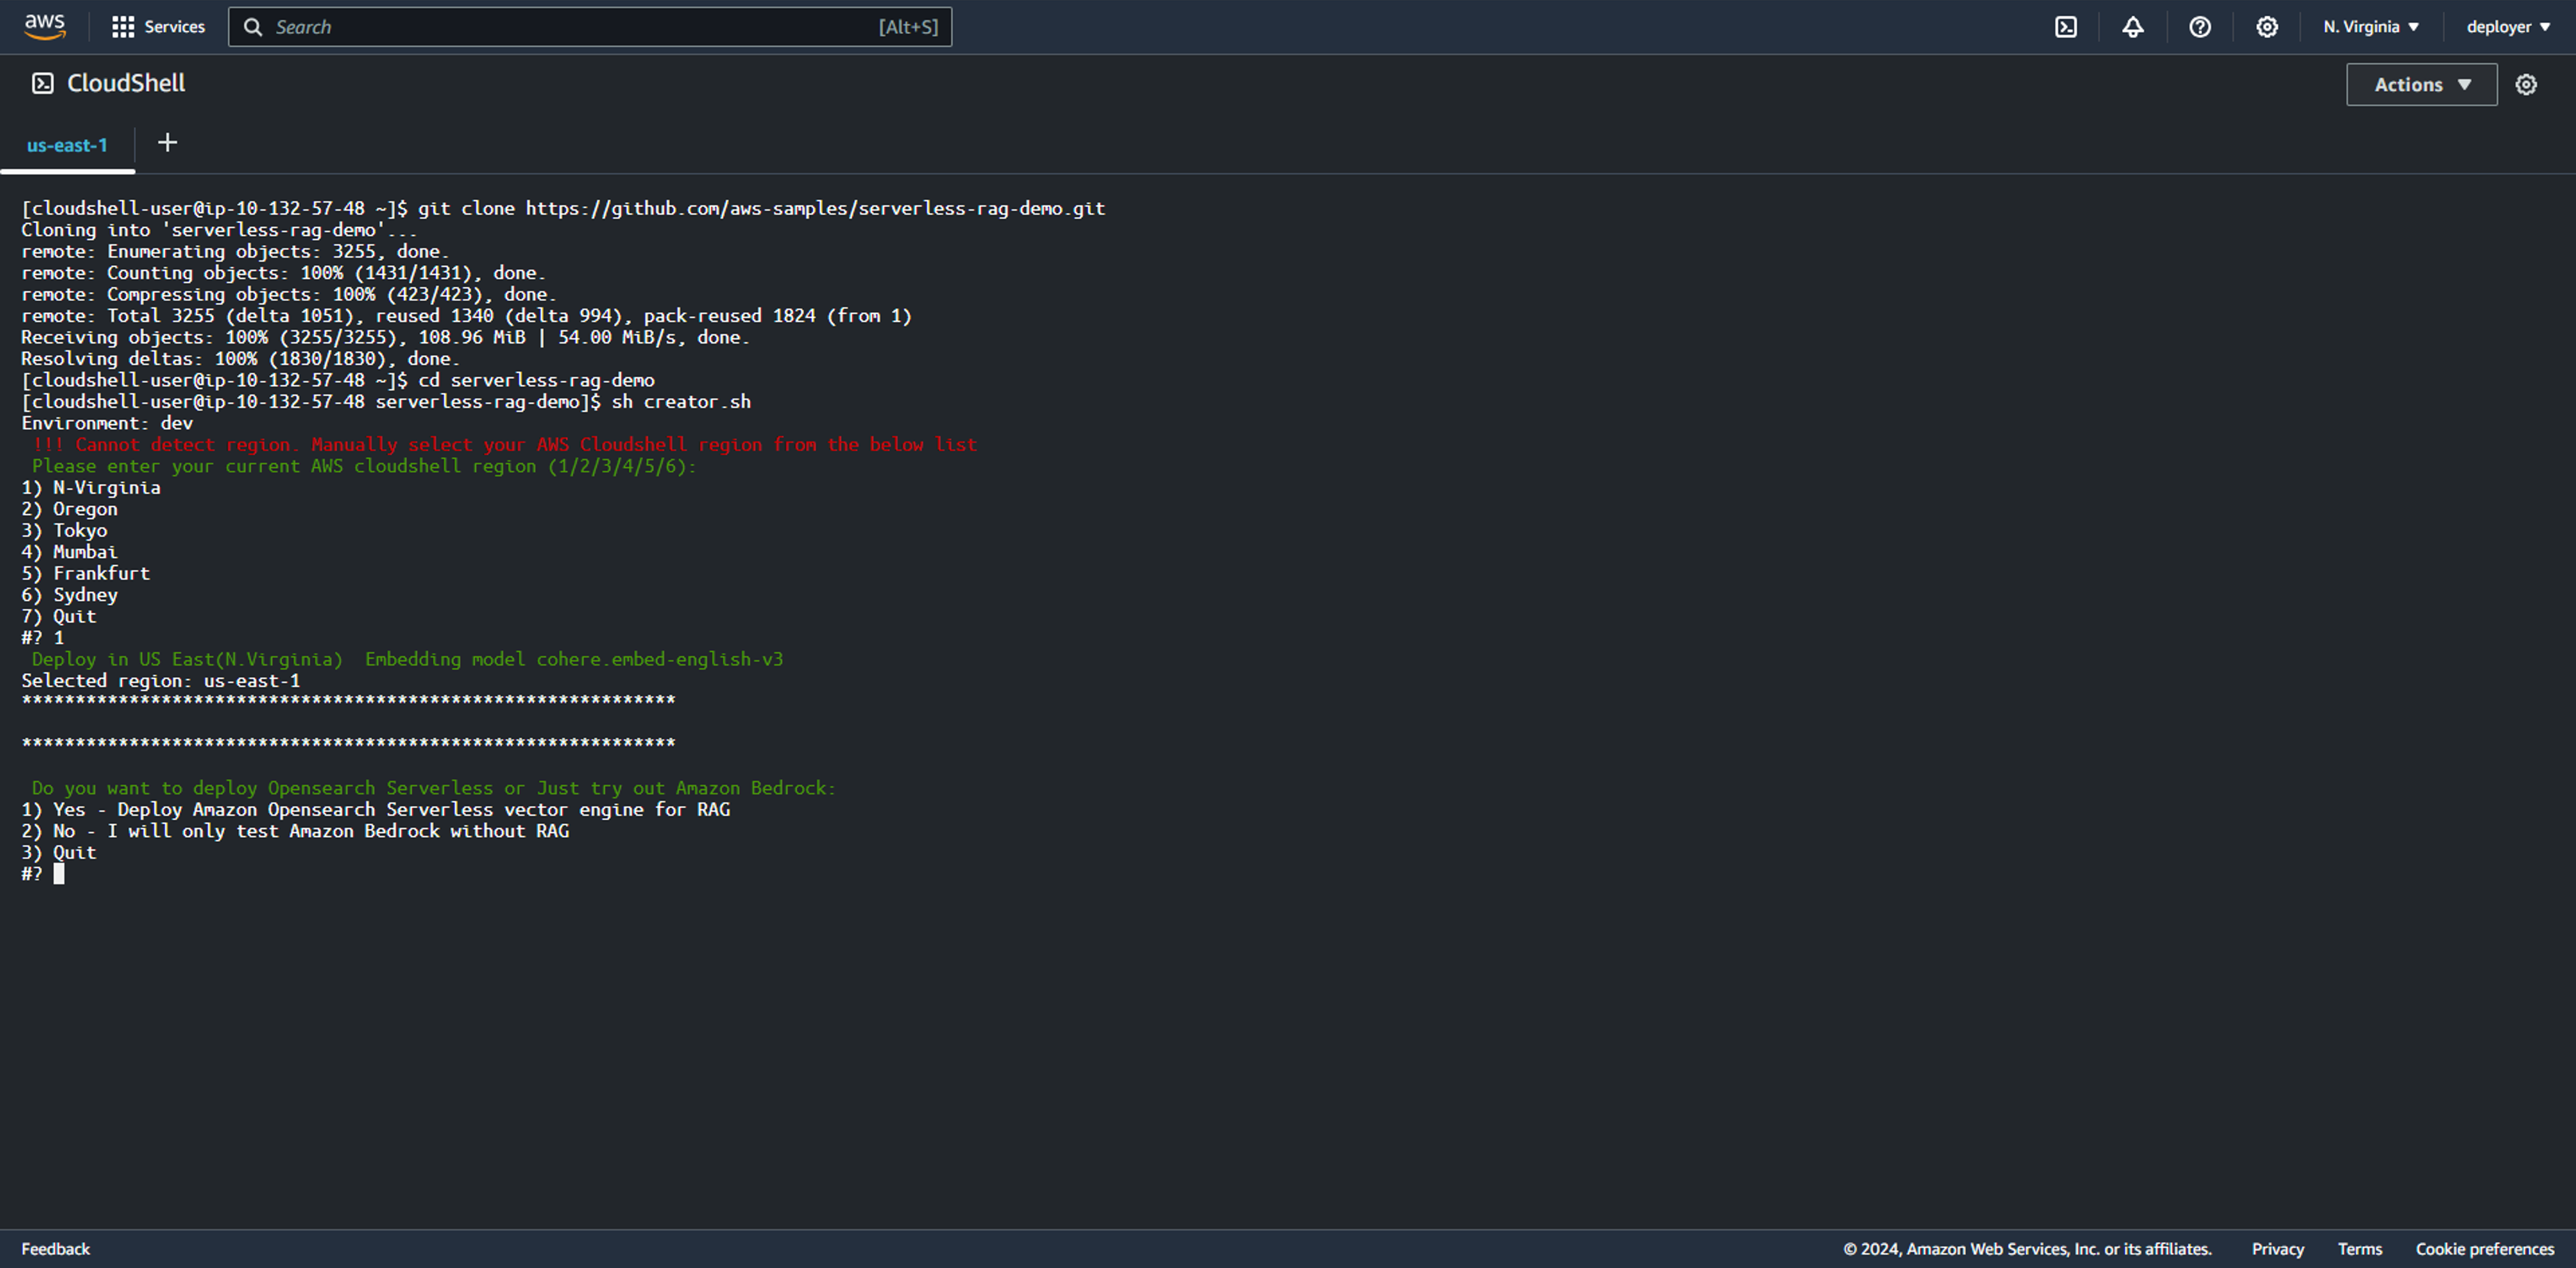 aws
Services
Search
[Alt+S]
N. Virginia
deployer
CloudShell
Actions
us-east-1
[cloudshell-user@ip-10-132-57-48 ~]$ git clone https://github.com/aws-samples/serverless-rag-demo.git
Cloning into 'serverless-rag-demo'...
remote: Enumerating objects: 3255, done.
remote: Counting objects: 100% (1431/1431), done.
remote: Compressing objects: 100% (423/423), done.
remote: Total 3255 (delta 1051), reused 1340 (delta 994), pack-reused 1824 (from 1)
Receiving objects: 100% (3255/3255), 108.96 MiB | 54.00 MiB/s, done.
Resolving deltas: 100% (1830/1830), done.
[cloudshell-user@ip-10-132-57-48 ~]$ cd serverless-rag-demo
[cloudshell-user@ip-10-132-57-48 serverless-rag-demo]$ sh creator.sh
Environment: dev
!!! Cannot detect region. Manually select your AWS Cloudshell region from the below list
Please enter your current AWS cloudshell region (1/2/3/4/5/6):
1) N-Virginia
2) Oregon
3) Tokyo
4) Mumbai
5) Frankfurt
6) Sydney
7) Quit
#? 1
Deploy in US East(N.Virginia)  Embedding model cohere.embed-english-v3
Selected region: us-east-1
*************************************************************
*************************************************************
Do you want to deploy Opensearch Serverless or Just try out Amazon Bedrock:
1) Yes - Deploy Amazon Opensearch Serverless vector engine for RAG
2) No - I will only test Amazon Bedrock without RAG
3) Quit
#?
Feedback
© 2024, Amazon Web Services, Inc. or its affiliates.
Privacy
Terms
Cookie preferences